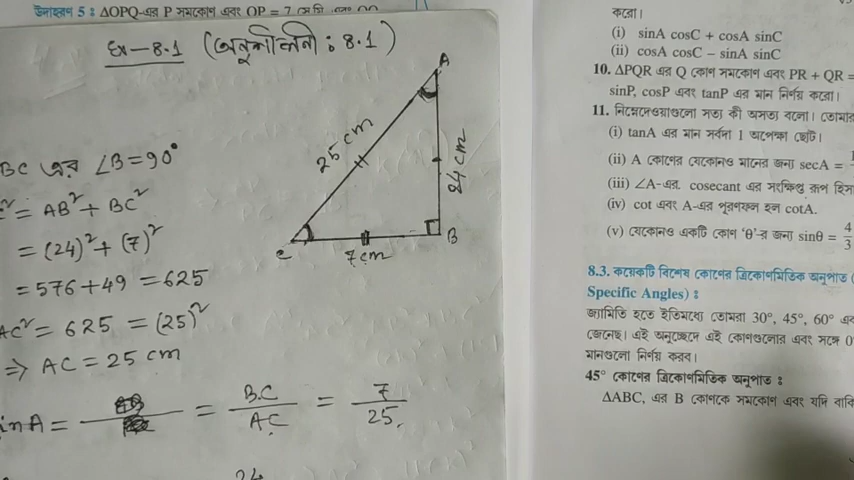 উদাহৰণ 5 : ΔOPQ-এর P সমকোণ এবং OP = 7
Ex-8.1 (অনুশীলনী : 8.1)
A
25 cm
24 cm
C
7 cm
B
BC এর ∠B = 90°
= AB² + BC²
= (24)² + (7)²
= 576 + 49 = 625
AC² = 625 = (25)²
⇒ AC = 25 cm
inA = = BC/AC = 7/25
24
করো।
(i) sinA cosC + cosA sinC
(ii) cosA cosC − sinA sinC
10. ΔPQR এর Q কোণ সমকোণ এবং PR + QR =
sinP, cosP এবং tanP এর মান নির্ণয় করো।
11. নিম্নেদেওয়াগুলো সত্য কী অসত্য বলো। তোমার
(i) tanA এর মান সর্বদা 1 অপেক্ষা ছোট।
(ii) A কোণের যেকোনও মানের জন্য secA =
(iii) ∠A-এর cosecant এর সংক্ষিপ্ত রূপ হিস
(iv) cot এবং A-এর পূরণফল হল cotA.
(v) যেকোনও একটি কোণ 'θ'-র জন্য sinθ = 4/3
8.3. কয়েকটি বিশেষ কোণের ত্রিকোণমিতিক অনুপাত (
Specific Angles) :
জ্যামিতি হতে ইতিমধ্যে তোমরা 30°, 45°, 60° এব
জেনেছ। এই অনুচ্ছেদে এই কোণগুলোর এবং সঙ্গে 0
মানগুলো নির্ণয় করব।
45° কোণের ত্রিকোণমিতিক অনুপাত :
ΔABC, এর B কোণকে সমকোণ এবং যদি বাকি